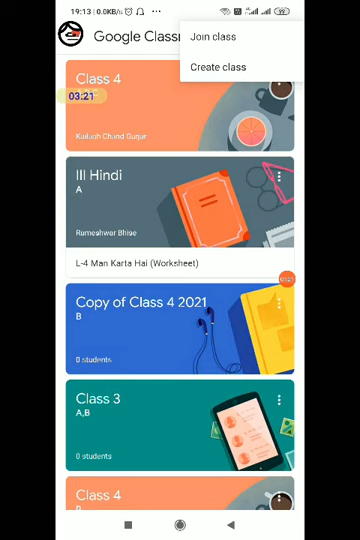 19:13 | 0.0KB/s
Google Classr
Join class
Create class
Class 4
03:21
Kailash Chand Gurjar
III Hindi
A
Rameshwar Bhise
L-4 Man Karta Hai (Worksheet)
03:21
Copy of Class 4 2021
B
0 students
Class 3
A,B
0 students
Class 4